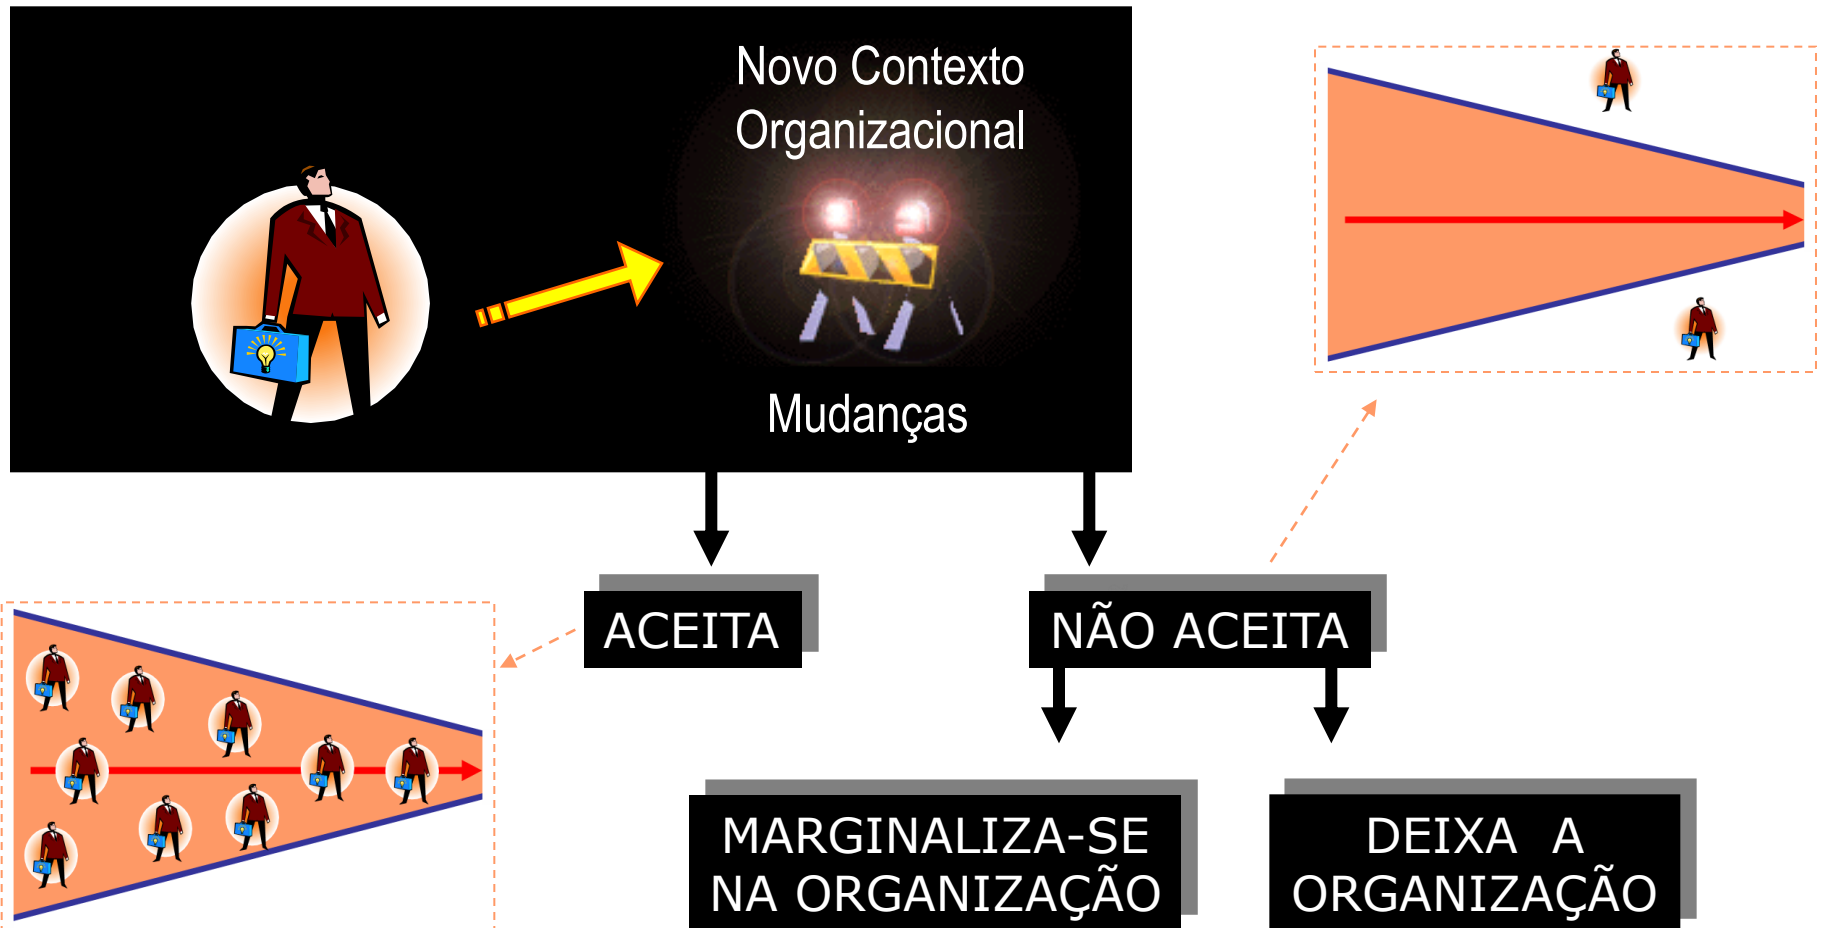 Novo Contexto
Organizacional
Mudanças
ACEITA
NÃO ACEITA
MARGINALIZA-SE
NA ORGANIZAÇÃO
DEIXA A
ORGANIZAÇÃO